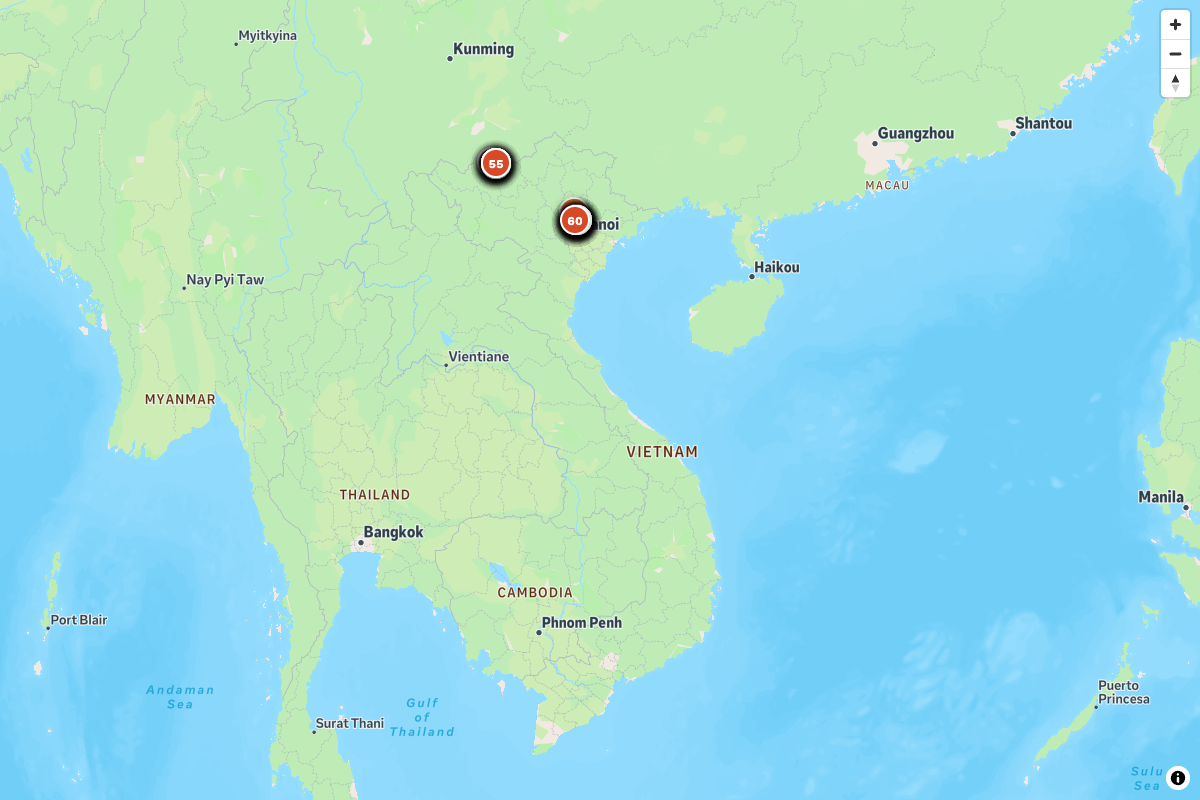 Myitkyina
Kunming
Shantou
Guangzhou
MACAU
55
60
anoi
Haikou
Nay Pyi Taw
Vientiane
MYANMAR
VIETNAM
THAILAND
Manila
Bangkok
CAMBODIA
Port Blair
Phnom Penh
Andaman
Sea
Gulf
of
Thailand
Surat Thani
Puerto
Princesa
Sulu
Sea